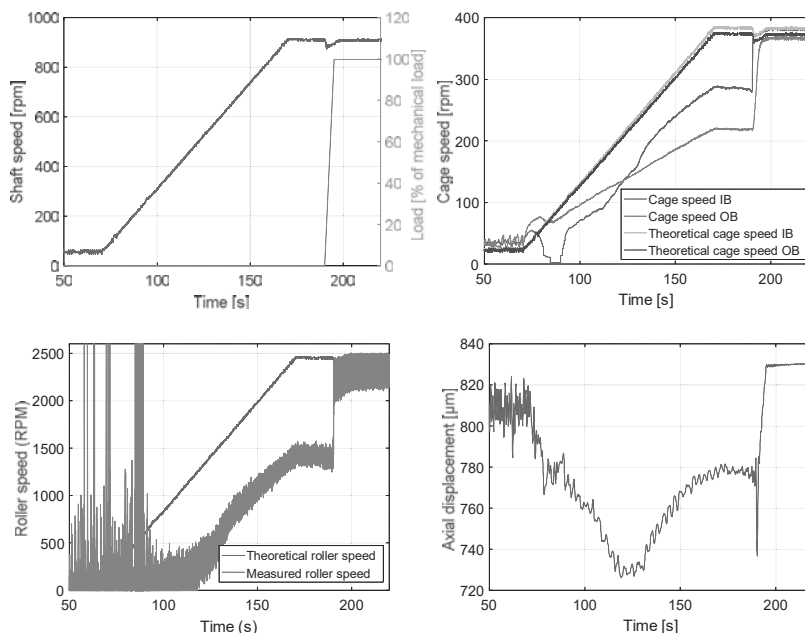 1000
800
600
400
200
0
Shaft speed [rpm]
120
100
80
60
40
20
0
Load [% of mechanical load]
50 100 150 200
Time [s]
400
300
200
100
0
Cage speed [rpm]
Cage speed IB
Cage speed OB
Theoretical cage speed IB
Theoretical cage speed OB
50 100 150 200
Time [s]
2500
2000
1500
1000
500
0
Roller speed (RPM)
Theoretical roller speed
Measured roller speed
50 100 150 200
Time (s)
840
820
800
780
760
740
720
Axial displacement [µm]
50 100 150 200
Time [s]